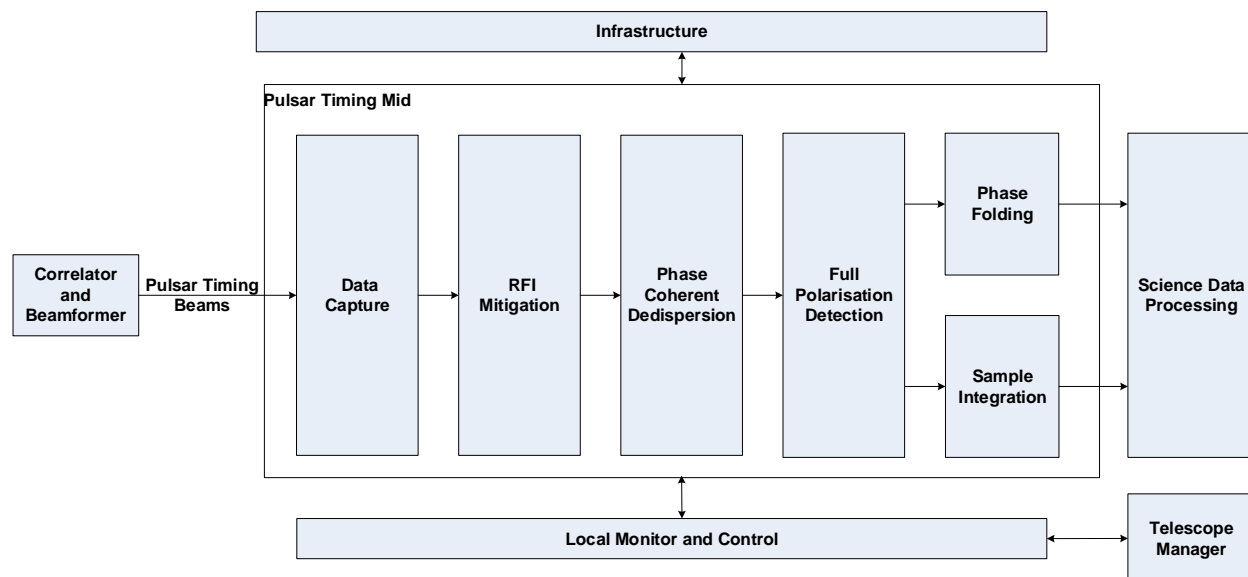 Infrastructure
Pulsar Timing Mid
Correlator
and
Beamformer
Pulsar Timing
Beams
Data
Capture
RFI
Mitigation
Phase
Coherent
Dedispersion
Full
Polarisation
Detection
Phase
Folding
Sample
Integration
Science Data
Processing
Local Monitor and Control
Telescope
Manager